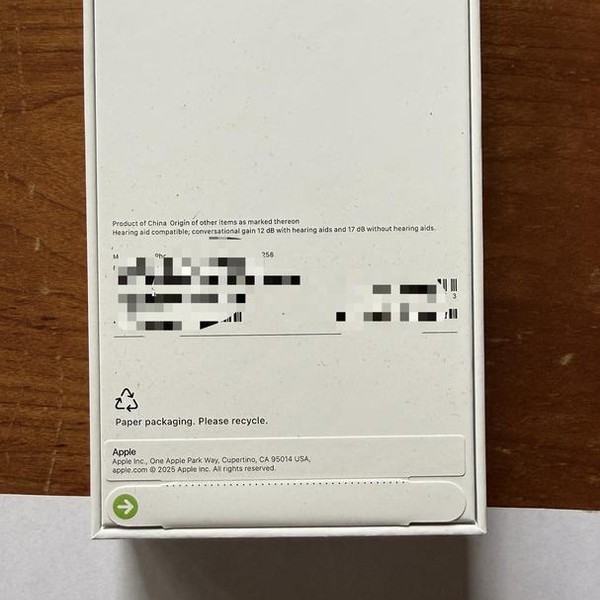 Product of China Origin of other items as marked thereon
Hearing aid compatible; conversational gain 12 dB with hearing aids and 17 dB without hearing aids.
256
3
Paper packaging. Please recycle.
Apple
Apple Inc., One Apple Park Way, Cupertino, CA 95014 USA,
apple.com © 2025 Apple Inc. All rights reserved.